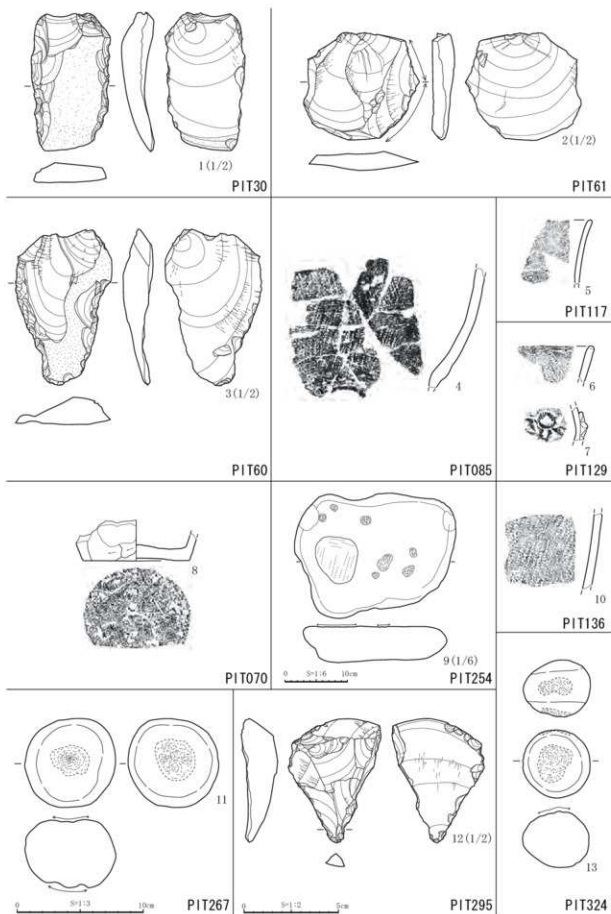 1(1/2)
PIT30
2(1/2)
PIT61
3(1/2)
PIT60
4
PIT085
5
PIT117
6
7
PIT129
8
PIT070
9(1/6)
0 S=1:6 10cm
PIT254
10
PIT136
11
0 S=1:3 10cm
PIT267
12(1/2)
0 S=1:2 5cm
PIT295
13
PIT324